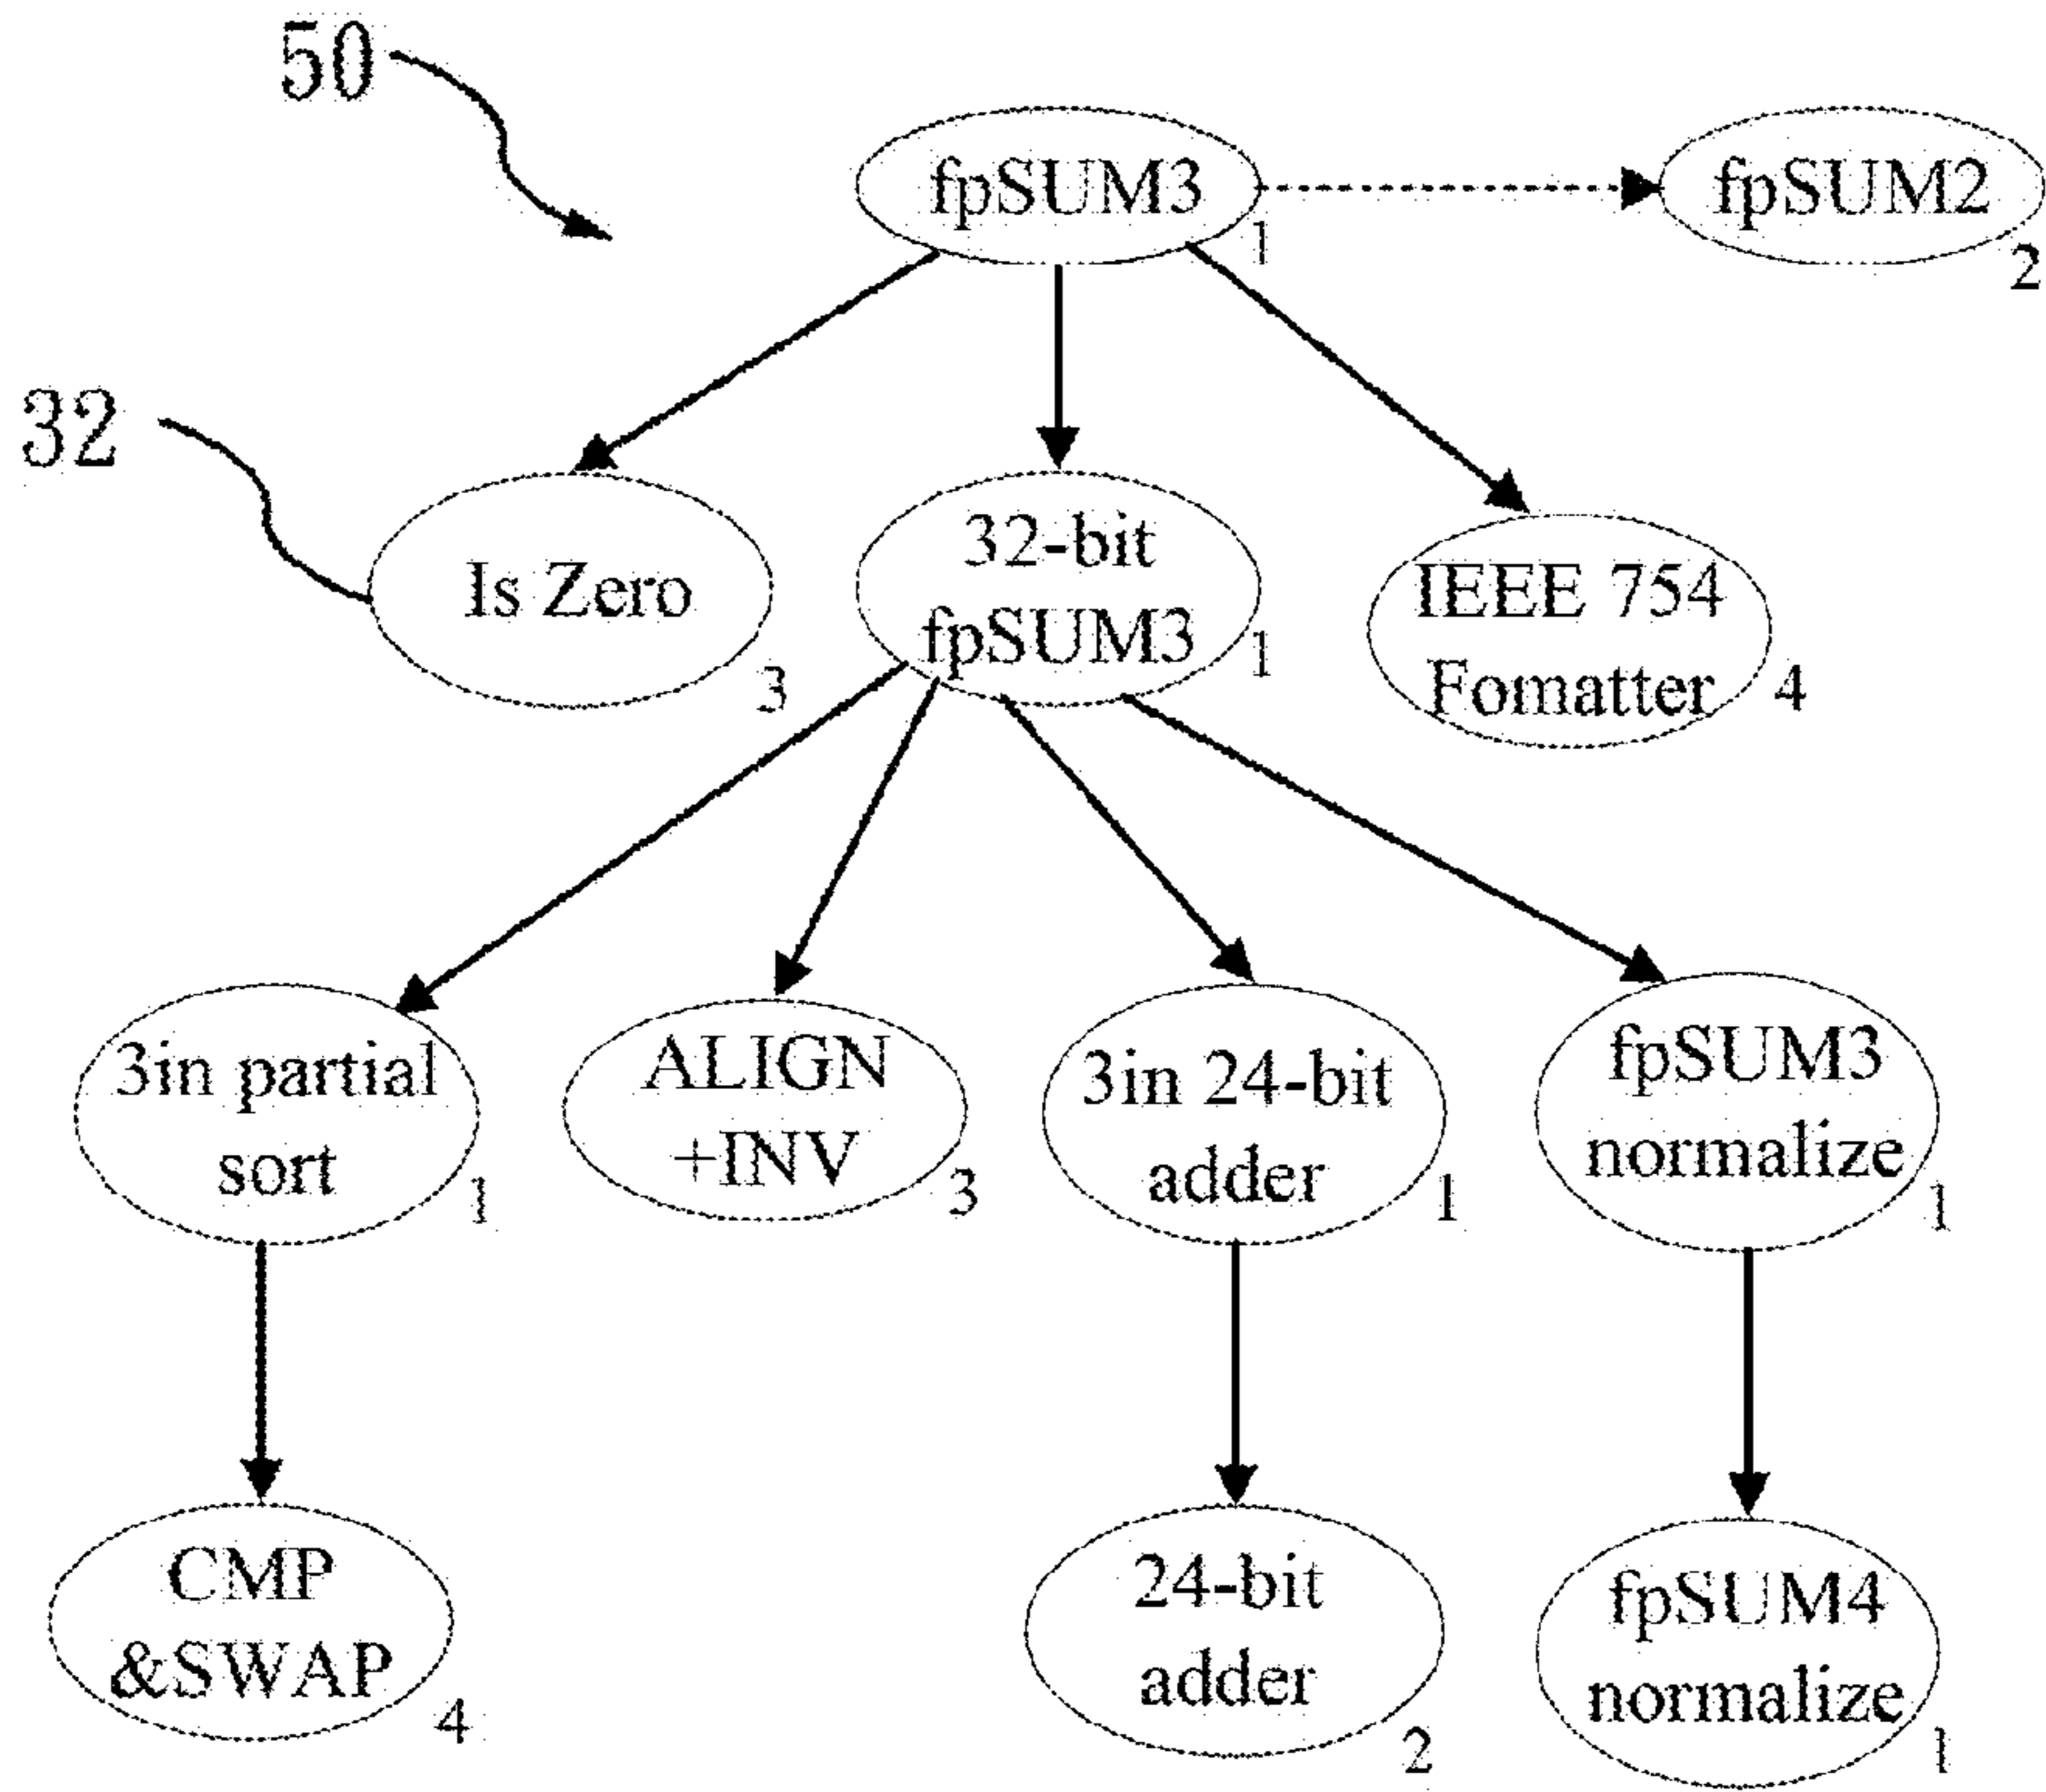 50
fpSUM3
1
fpSUM2
2
32
Is Zero
3
32-bit
fpSUM3
1
IEEE 754
Fomatter
4
3in partial
sort
1
ALIGN
+INV
3
3in 24-bit
adder
1
fpSUM3
normalize
1
CMP
&SWAP
4
24-bit
adder
2
fpSUM4
normalize
1